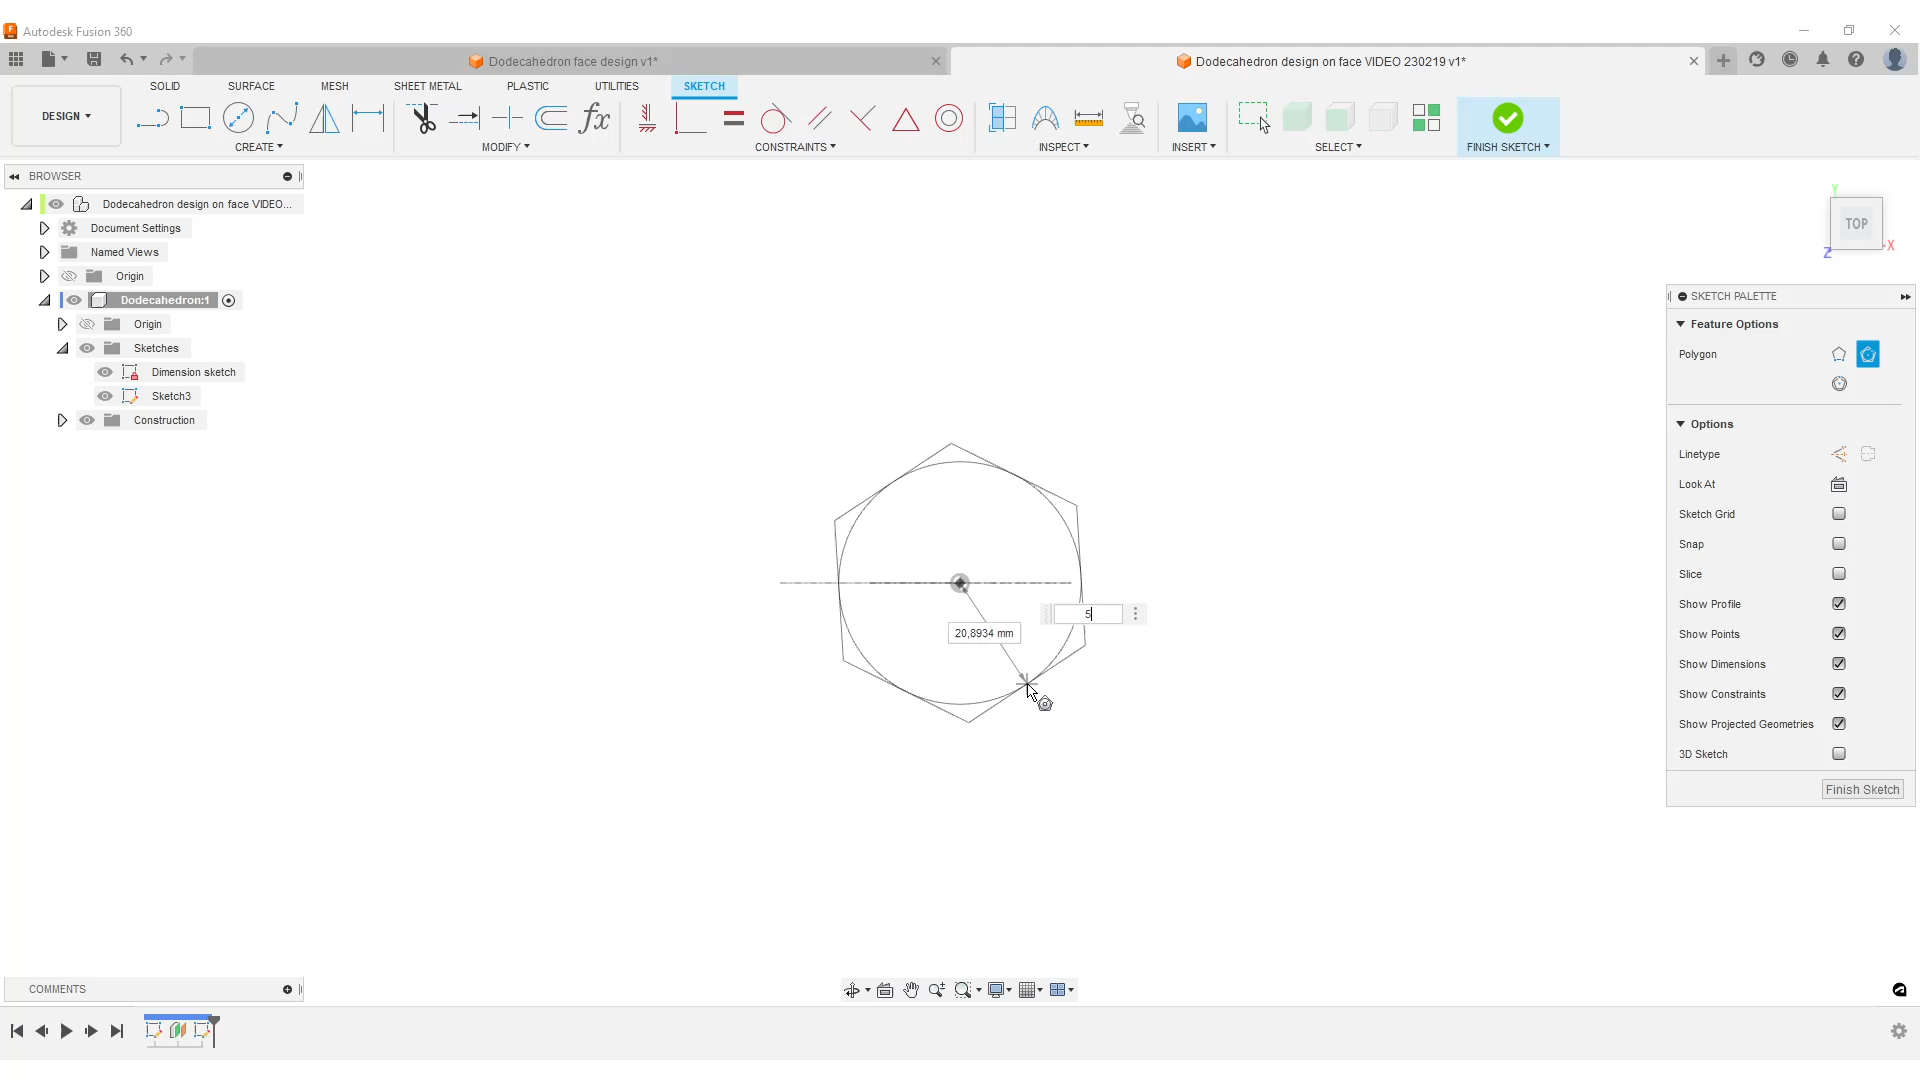 Autodesk Fusion 360
Dodecahedron face design v1*
Dodecahedron design on face VIDEO 230219 v1*
DESIGN
SOLID
SURFACE
MESH
SHEET METAL
PLASTIC
UTILITIES
SKETCH
fx
CREATE
MODIFY
CONSTRAINTS
INSPECT
INSERT
SELECT
FINISH SKETCH
BROWSER
Dodecahedron design on face VIDEO...
Document Settings
Named Views
Origin
Dodecahedron:1
Origin
Sketches
Dimension sketch
Sketch3
Construction
Y
TOP
X
Z
5
20,8934 mm
SKETCH PALETTE
Feature Options
Polygon
Options
Linetype
Look At
Sketch Grid
Snap
Slice
Show Profile
Show Points
Show Dimensions
Show Constraints
Show Projected Geometries
3D Sketch
Finish Sketch
COMMENTS